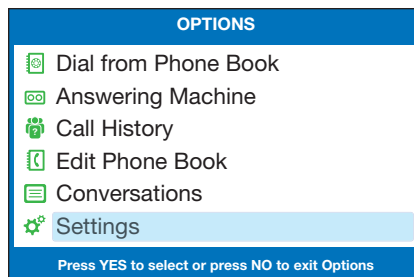 OPTIONS
Dial from Phone Book
Answering Machine
Call History
Edit Phone Book
Conversations
Settings
Press YES to select or press NO to exit Options